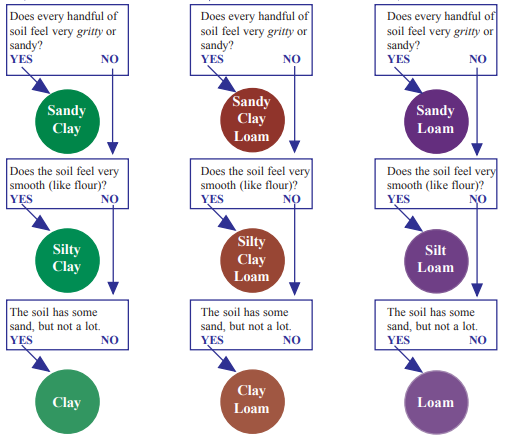 Does every handful of
soil feel very gritty or
sandy?
YES NO
Sandy
Clay
Does the soil feel very
smooth (like flour)?
YES NO
Silty
Clay
The soil has some
sand, but not a lot.
YES NO
Clay
Does every handful of
soil feel very gritty or
sandy?
YES NO
Sandy
Clay
Loam
Does the soil feel very
smooth (like flour)?
YES NO
Silty
Clay
Loam
The soil has some
sand, but not a lot.
YES NO
Clay
Loam
Does every handful of
soil feel very gritty or
sandy?
YES NO
Sandy
Loam
Does the soil feel very
smooth (like flour)?
YES NO
Silt
Loam
The soil has some
sand, but not a lot.
YES NO
Loam